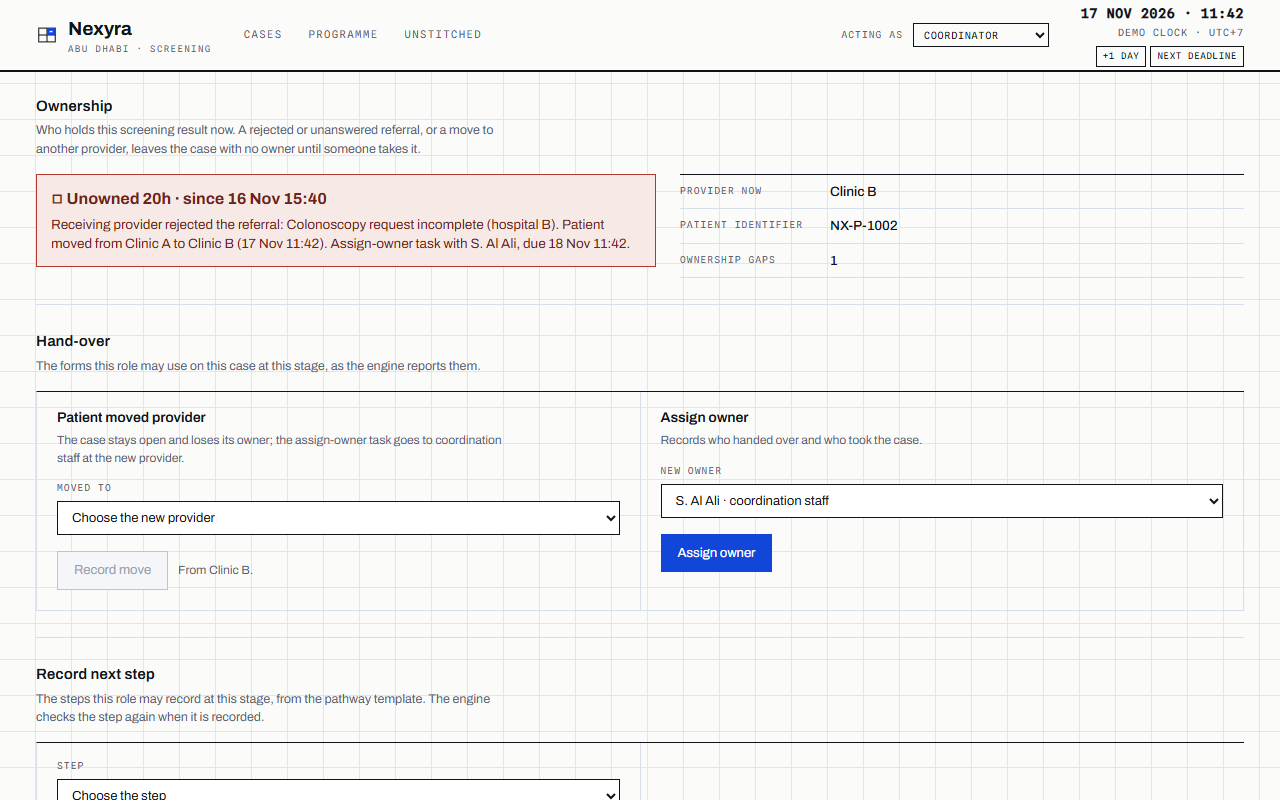 Nexyra
ABU DHABI · SCREENING
CASES
PROGRAMME
UNSTITCHED
ACTING AS
COORDINATOR
17 NOV 2026 · 11:42
DEMO CLOCK · UTC+7
+1 DAY
NEXT DEADLINE
Ownership
Who holds this screening result now. A rejected or unanswered referral, or a move to
another provider, leaves the case with no owner until someone takes it.
Unowned 20h · since 16 Nov 15:40
Receiving provider rejected the referral: Colonoscopy request incomplete (hospital B). Patient
moved from Clinic A to Clinic B (17 Nov 11:42). Assign-owner task with S. Al Ali, due 18 Nov 11:42.
PROVIDER NOW
Clinic B
PATIENT IDENTIFIER
NX-P-1002
OWNERSHIP GAPS
1
Hand-over
The forms this role may use on this case at this stage, as the engine reports them.
Patient moved provider
The case stays open and loses its owner; the assign-owner task goes to coordination
staff at the new provider.
MOVED TO
Choose the new provider
Record move
From Clinic B.
Assign owner
Records who handed over and who took the case.
NEW OWNER
S. Al Ali · coordination staff
Assign owner
Record next step
The steps this role may record at this stage, from the pathway template. The engine
checks the step again when it is recorded.
STEP
Choose the step